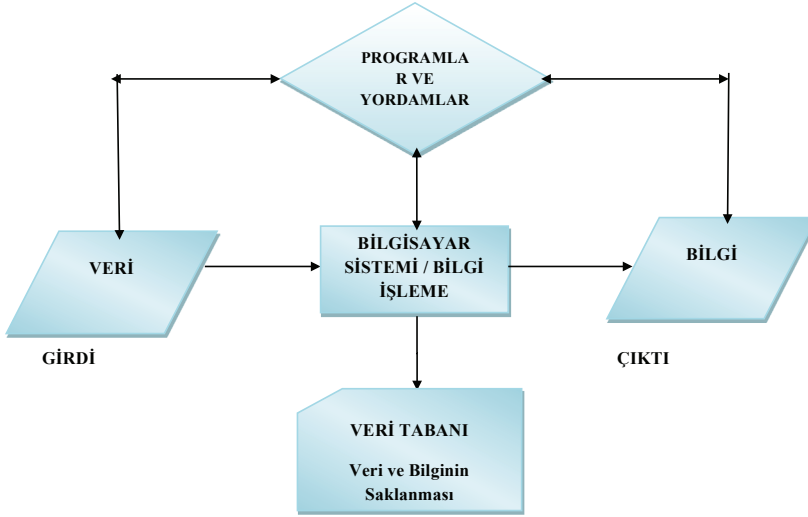 PROGRAMLA
R VE
YORDAMLAR
VERİ
BİLGİSAYAR
SİSTEMİ / BİLGİ
İŞLEME
BİLGİ
GİRDİ
ÇIKTI
VERİ TABANI
Veri ve Bilginin
Saklanması